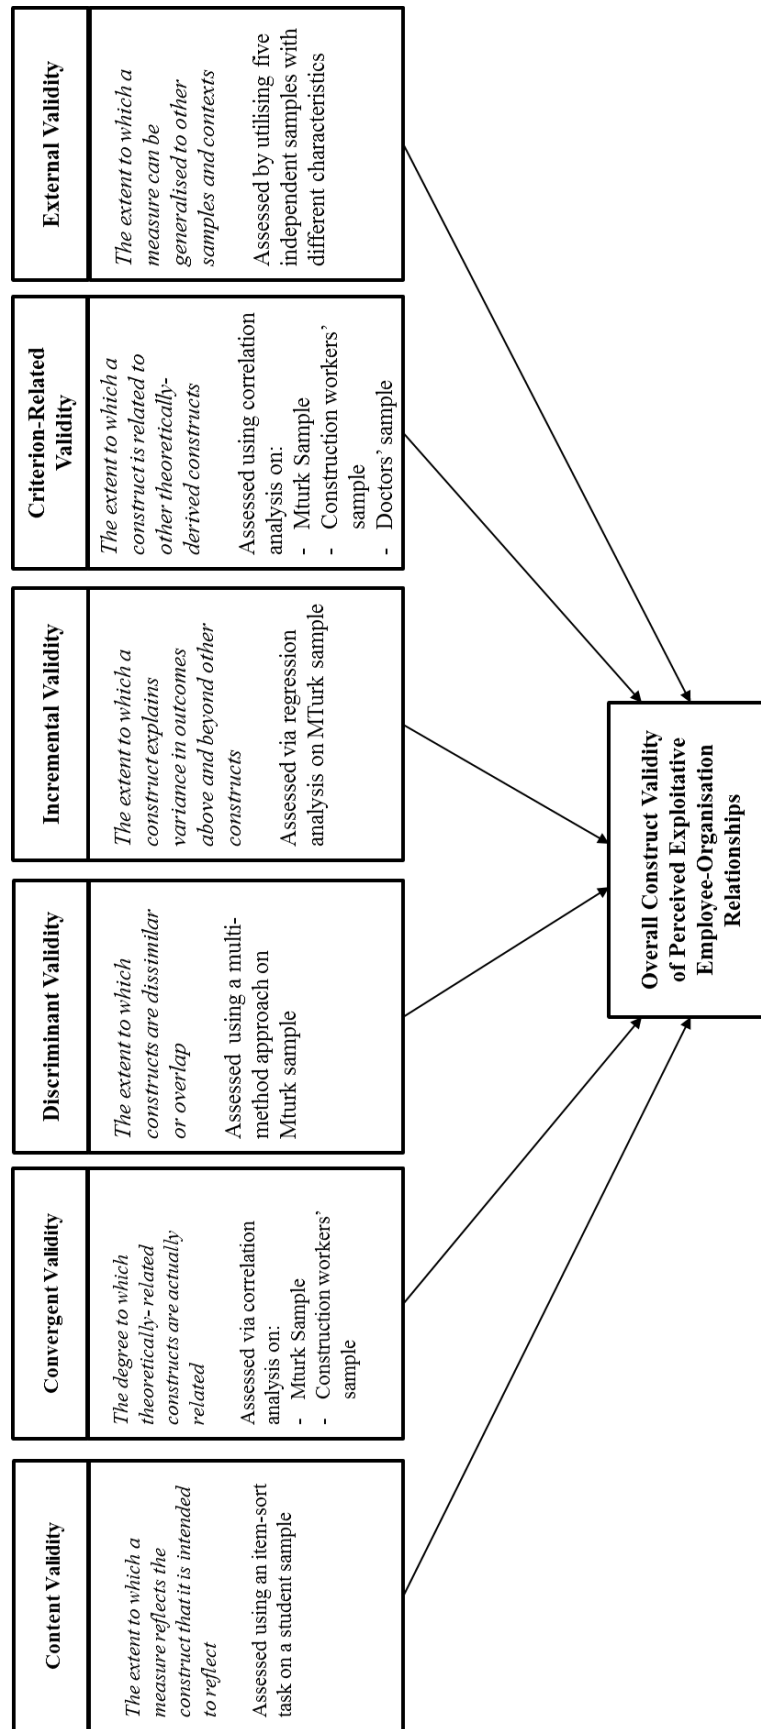 Content Validity
The extent to which a
measure reflects the
construct that it is intended
to reflect
Assessed using an item-sort
task on a student sample
Convergent Validity
The degree to which
theoretically- related
constructs are actually
related
Assessed via correlation
analysis on:
- Mturk Sample
- Construction workers’
sample
Discriminant Validity
The extent to which
constructs are dissimilar
or overlap
Assessed using a multi-
method approach on
Mturk sample
Incremental Validity
The extent to which a
construct explains
variance in outcomes
above and beyond other
constructs
Assessed via regression
analysis on MTurk sample
Criterion-Related
Validity
The extent to which a
construct is related to
other theoretically-
derived constructs
Assessed using correlation
analysis on:
- Mturk Sample
- Construction workers’
sample
- Doctors’ sample
External Validity
The extent to which a
measure can be
generalised to other
samples and contexts
Assessed by utilising five
independent samples with
different characteristics
Overall Construct Validity
of Perceived Exploitative
Employee-Organisation
Relationships